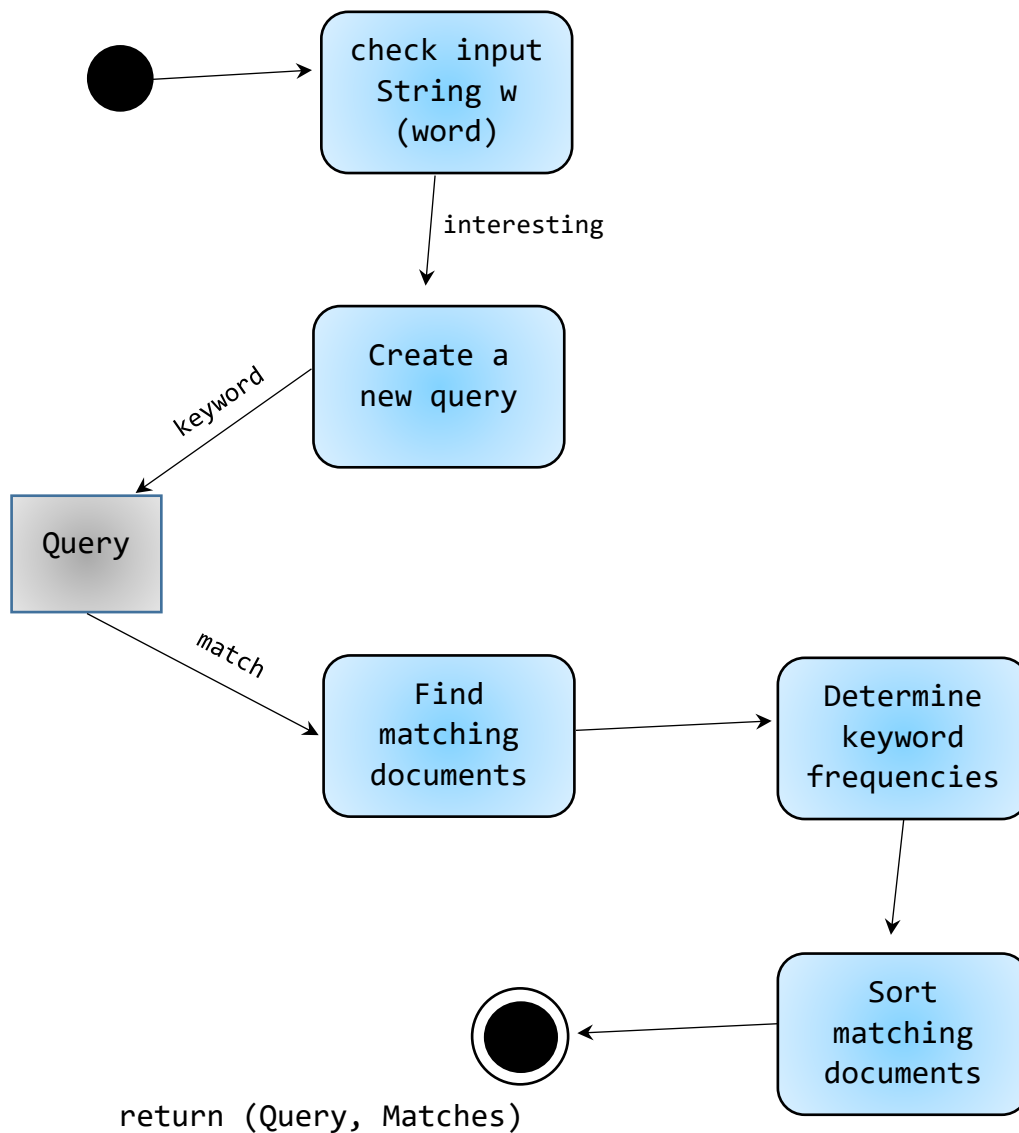 check input
String w
(word)
interesting
Create a
new query
keyword
Query
match
Find
matching
documents
Determine
keyword
frequencies
Sort
matching
documents
return (Query, Matches)